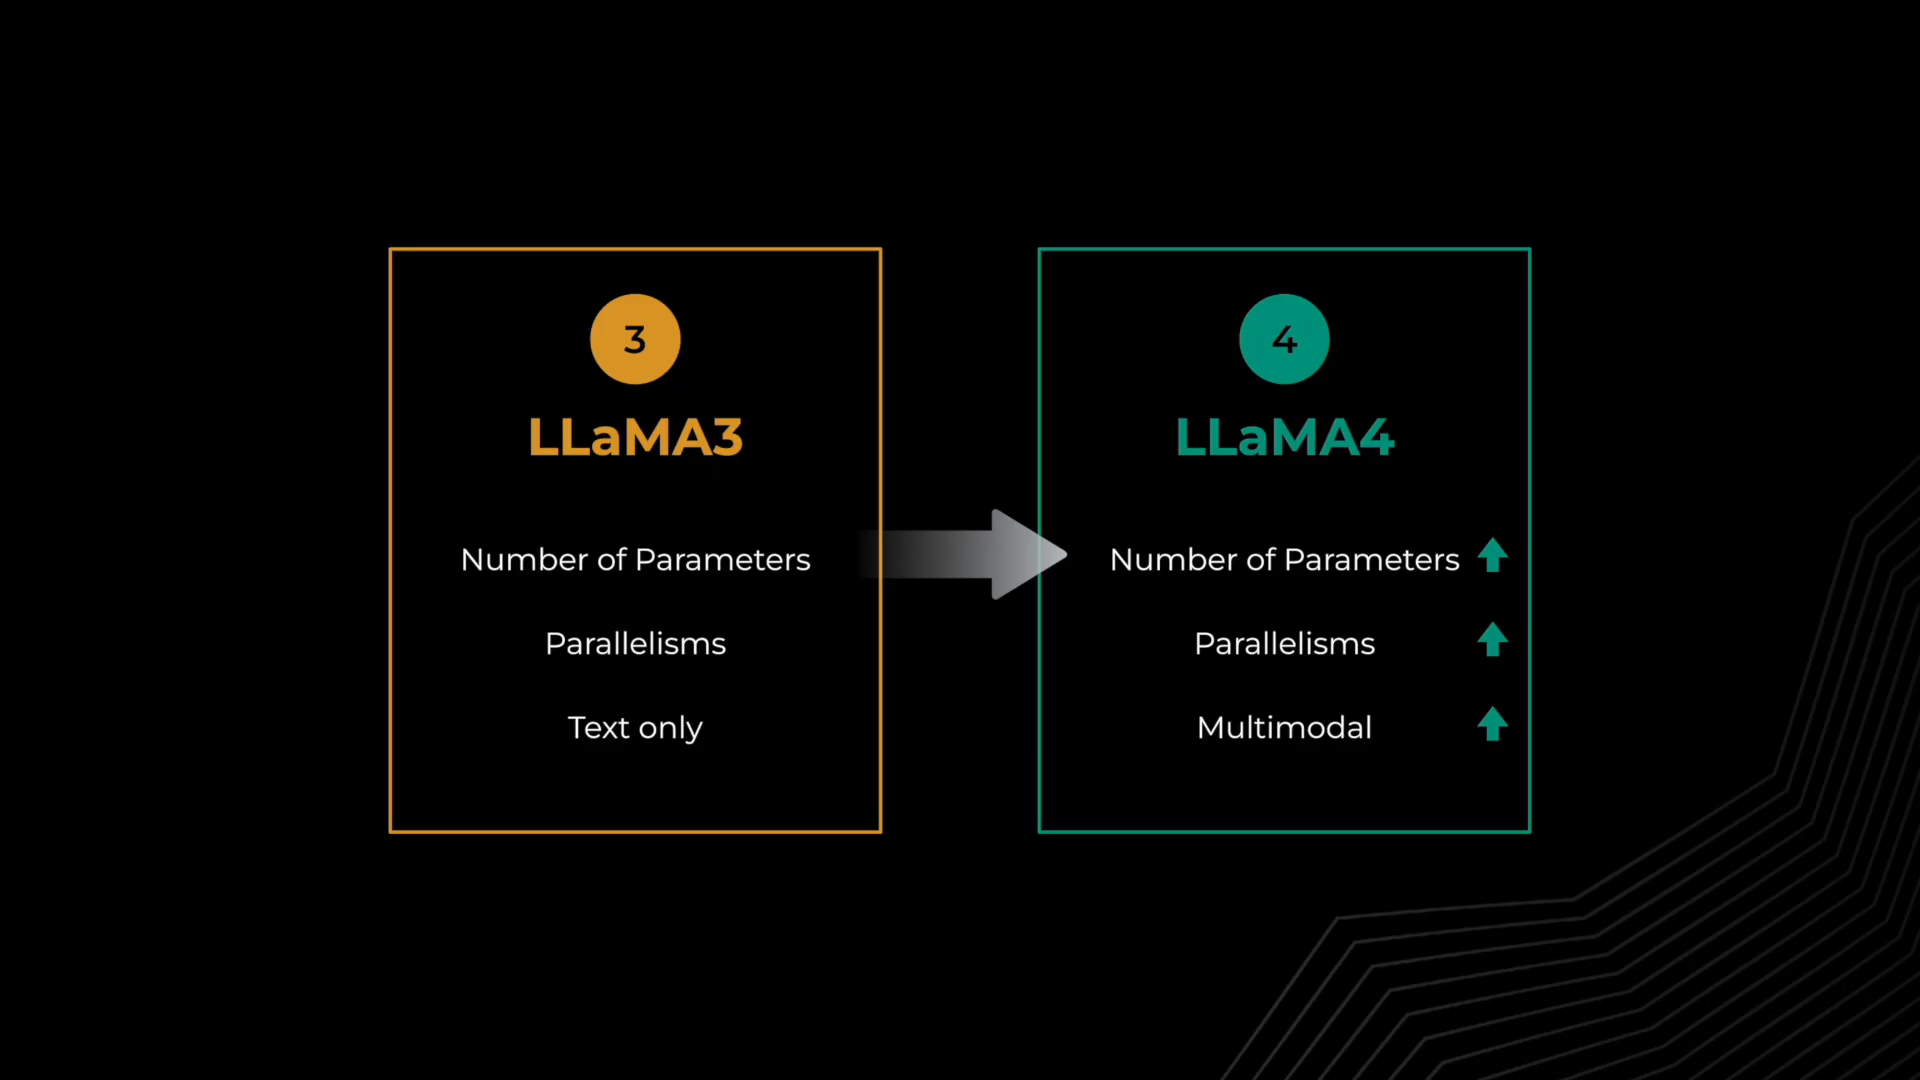 3
LLaMA3
Number of Parameters
Parallelisms
Text only
4
LLaMA4
Number of Parameters
Parallelisms
Multimodal